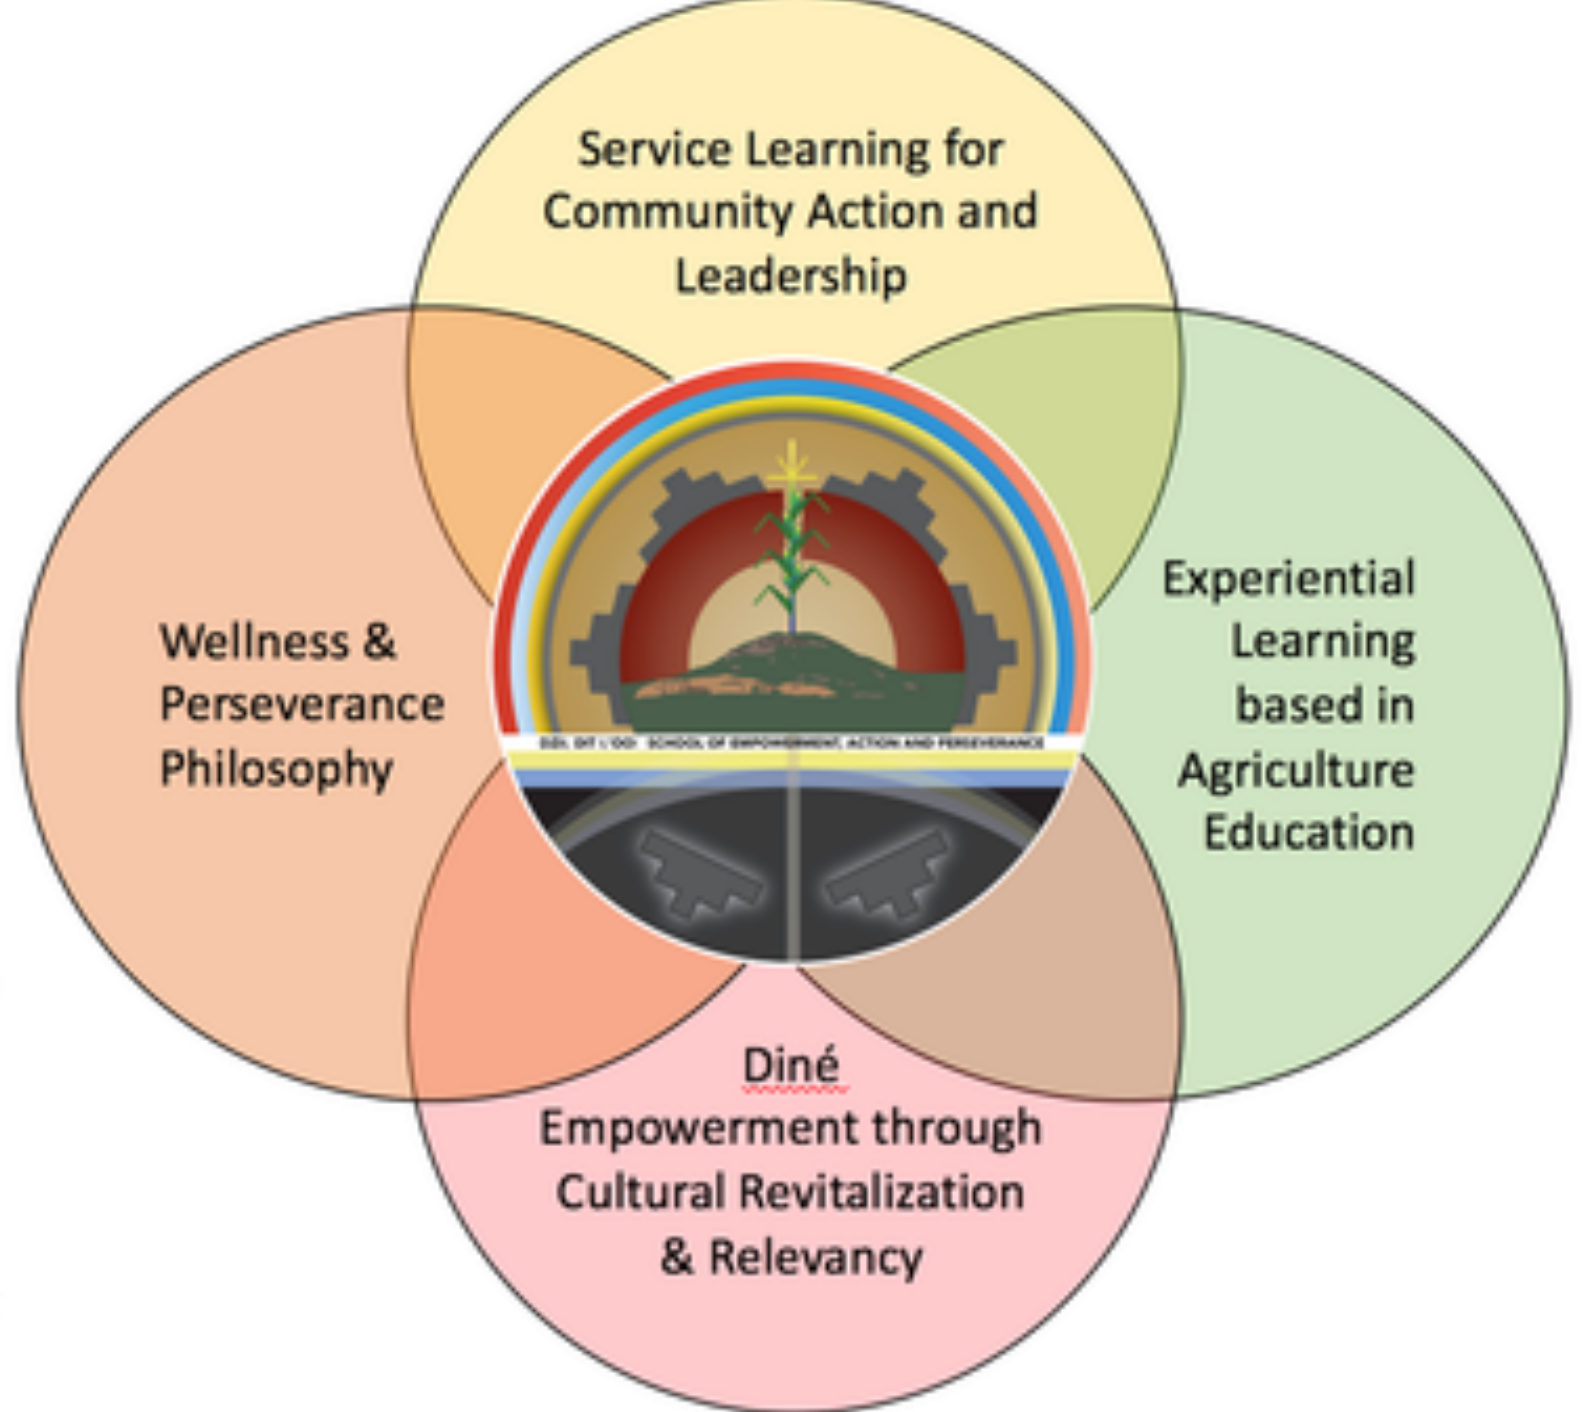 Service Learning for
Community Action and
Leadership
Wellness &
Perseverance
Philosophy
Experiential
Learning
based in
Agriculture
Education
SCHOOL OF EMPOWERMENT, ACTION AND PERSEVERANCE
Diné
Empowerment through
Cultural Revitalization
& Relevancy